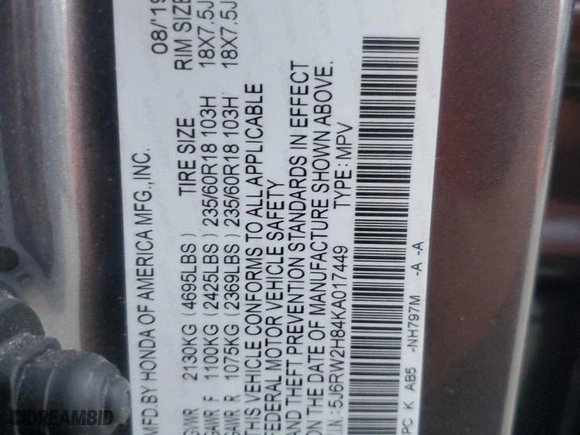 MFD.BY HONDA OF AMERICA MFG.,INC. 08/'19
TIRE SIZE RIM SIZE
GVWR 2130KG (4695LBS)
GAWR F 1100KG (2425LBS) 235/60R18 103H 18X7.5J
GAWR R 1075KG (2369LBS) 235/60R18 103H 18X7.5J
THIS VEHICLE CONFORMS TO ALL APPLICABLE
FEDERAL MOTOR VEHICLE SAFETY
AND THEFT PREVENTION STANDARDS IN EFFECT
ON THE DATE OF MANUFACTURE SHOWN ABOVE.
V.I.N.:5J6RW2H84KA017449 TYPE:MPV
PC K AB5 -NH797M -A -A
DREAMBID